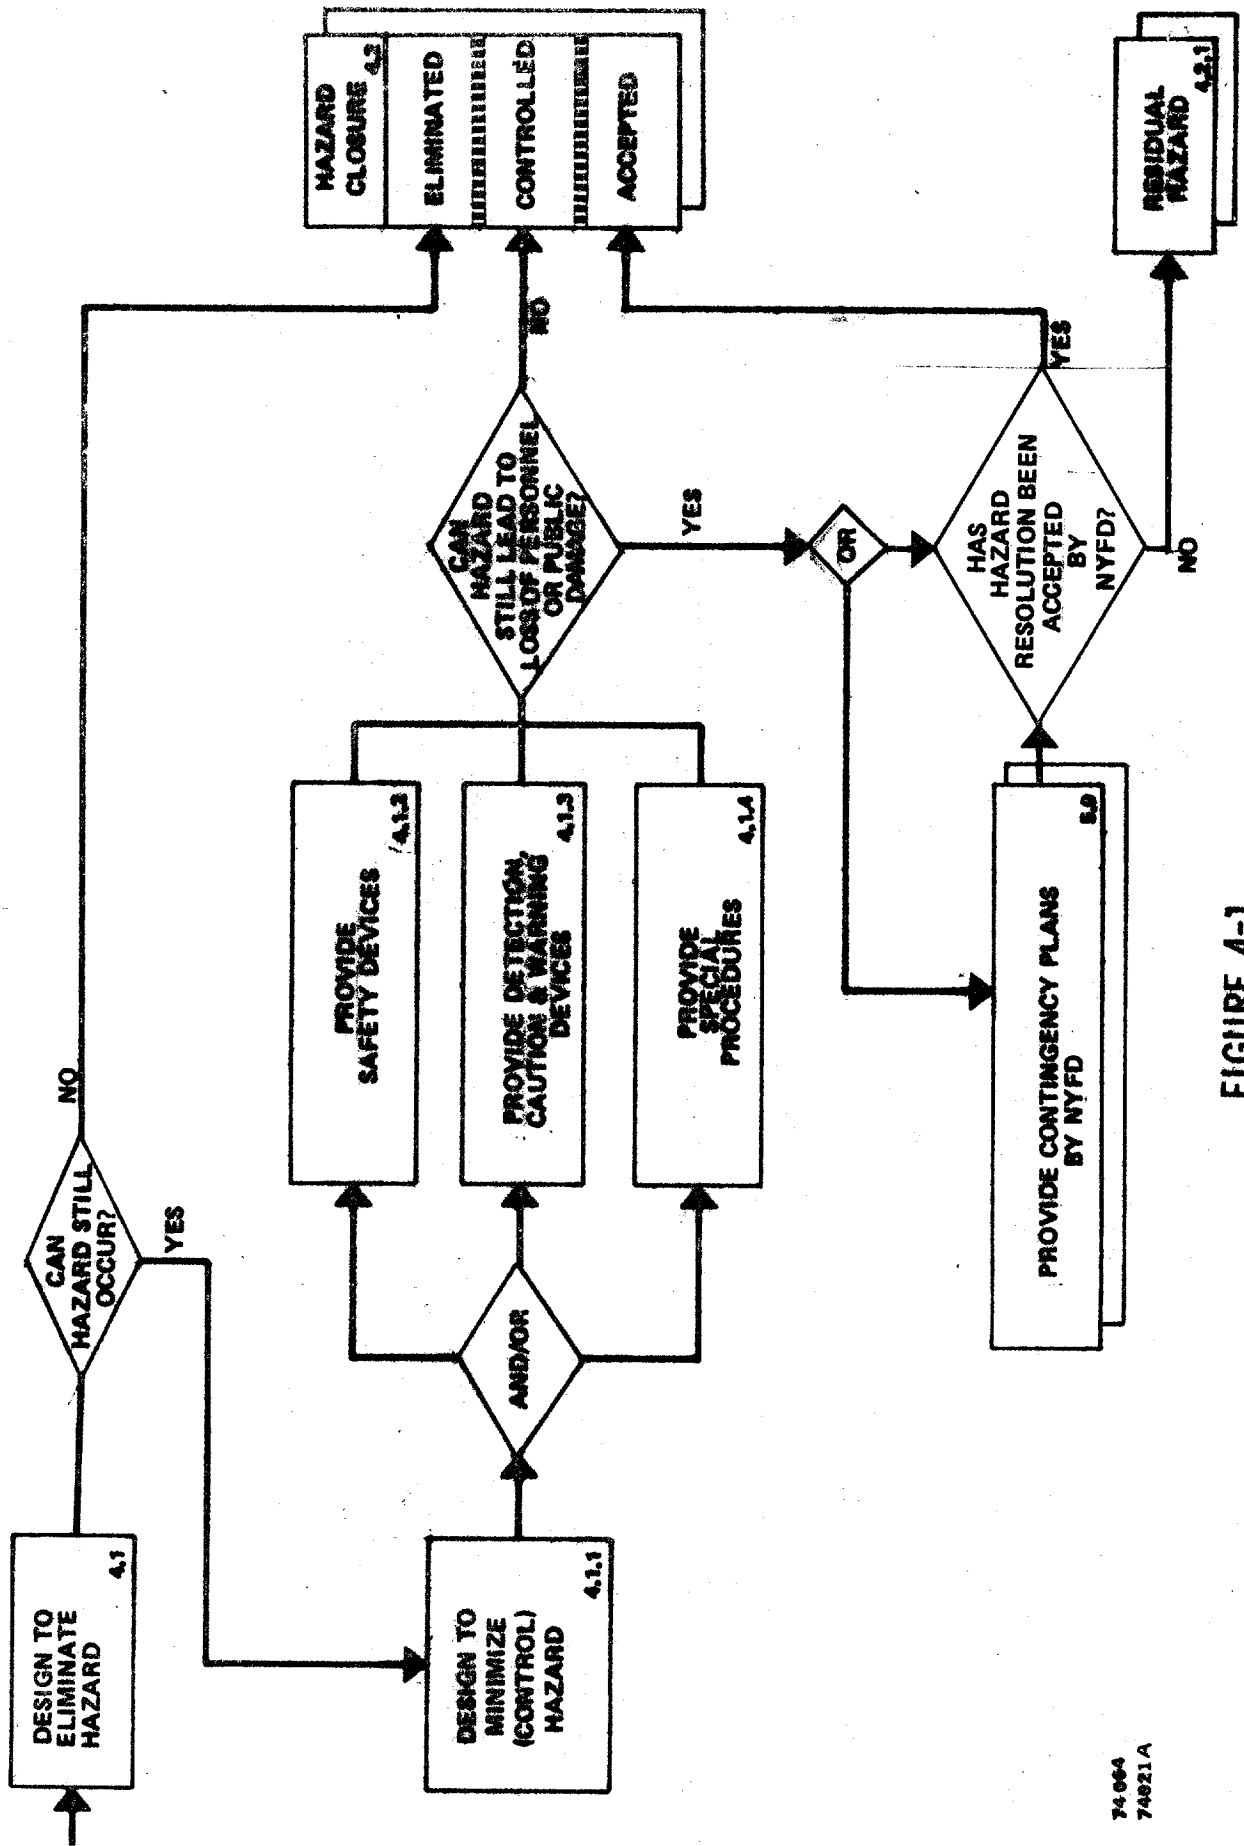 DESIGN TO
ELIMINATE
HAZARD
4.1
CAN
HAZARD STILL
OCCUR?
NO
YES
DESIGN TO
MINIMIZE
(CONTROL)
HAZARD
4.1.1
AND/OR
PROVIDE
SAFETY DEVICES
4.1.2
PROVIDE DETECTION,
CAUTION & WARNING
DEVICES
4.1.3
PROVIDE
SPECIAL
PROCEDURES
4.1.4
CAN
HAZARD
STILL LEAD TO
LOSS OF PERSONNEL
OR PUBLIC
DAMAGE?
NO
YES
HAZARD
CLOSURE
4.2
ELIMINATED
CONTROLLED
ACCEPTED
OR
PROVIDE CONTINGENCY PLANS
BY NYFD
5.0
HAS
HAZARD
RESOLUTION BEEN
ACCEPTED
BY
NYFD?
YES
NO
RESIDUAL
HAZARD
4.2.1
74064
74021A
FIGURE 4-1